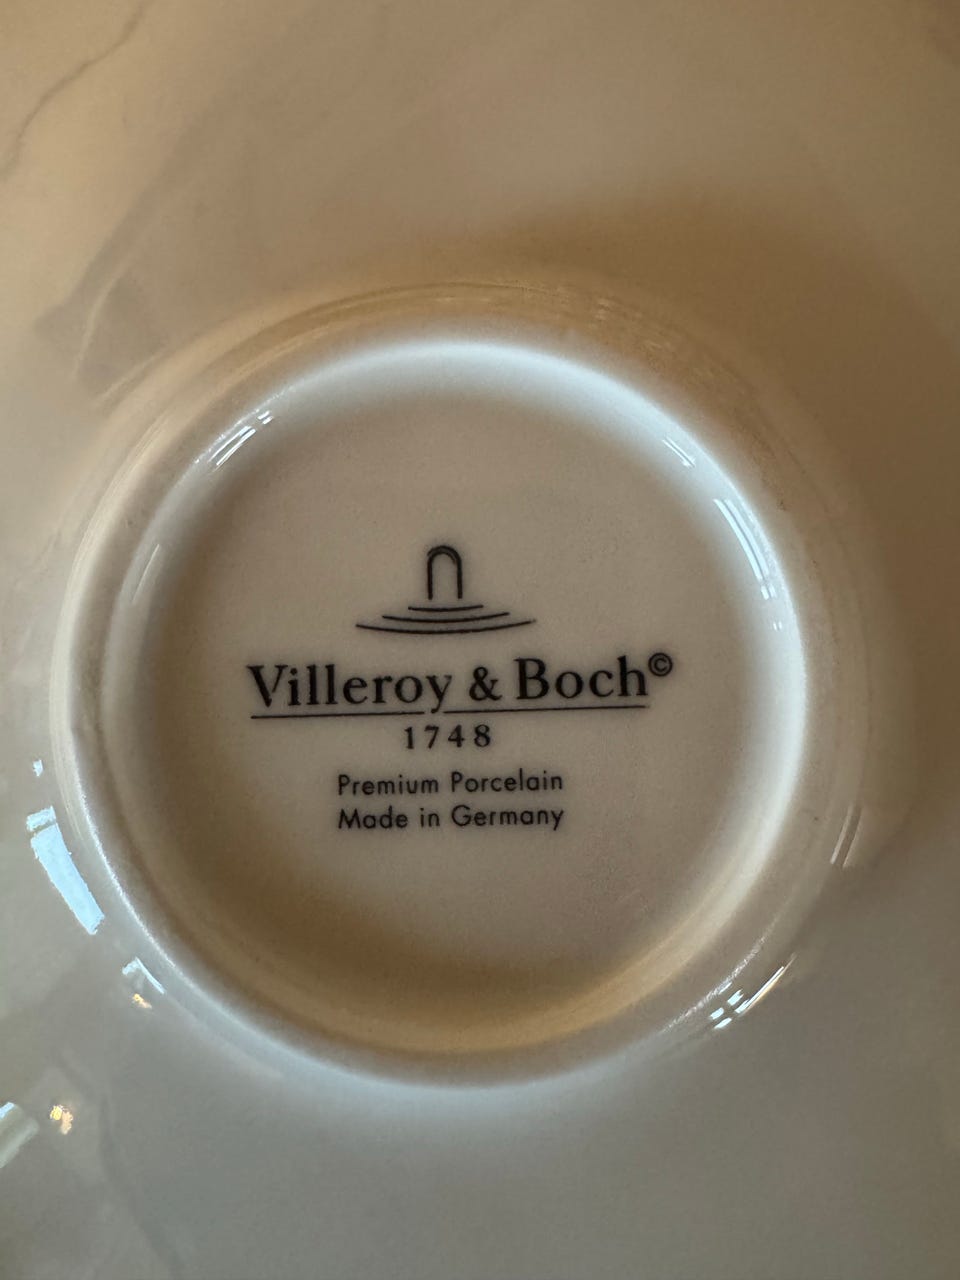 Villeroy & Boch©
1748
Premium Porcelain
Made in Germany